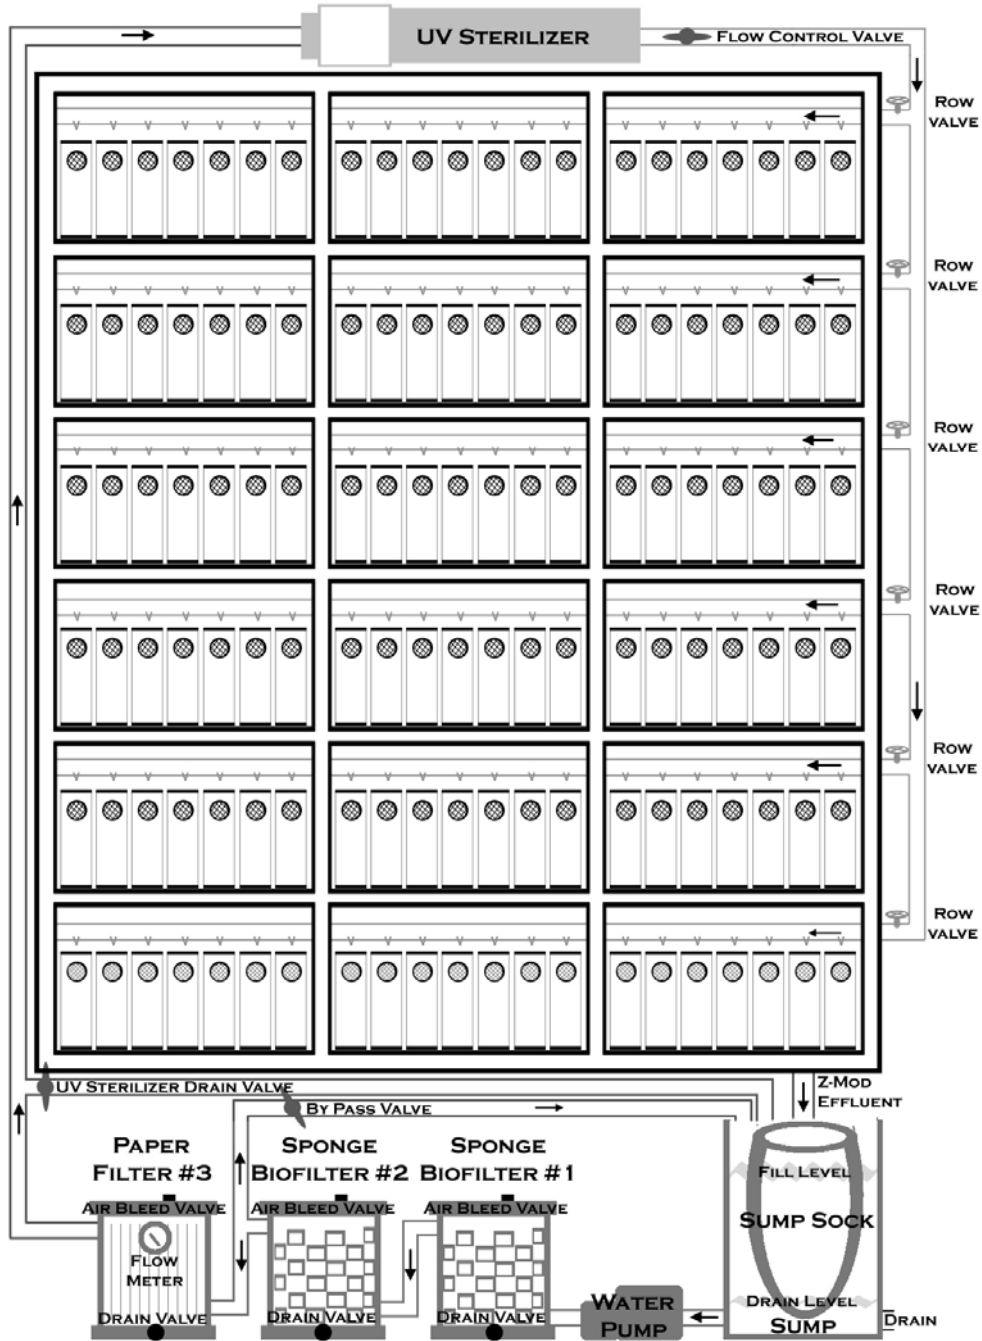 UV STERILIZER
FLOW CONTROL VALVE
ROW
VALVE
ROW
VALVE
ROW
VALVE
ROW
VALVE
ROW
VALVE
ROW
VALVE
UV STERILIZER DRAIN VALVE
BY PASS VALVE
Z-MOD
EFFLUENT
PAPER
FILTER #3
SPONGE
BIOFILTER #2
SPONGE
BIOFILTER #1
AIR BLEED VALVE
AIR BLEED VALVE
AIR BLEED VALVE
FLOW
METER
DRAIN VALVE
DRAIN VALVE
DRAIN VALVE
WATER
PUMP
FILL LEVEL
SUMP SOCK
DRAIN LEVEL
SUMP
DRAIN